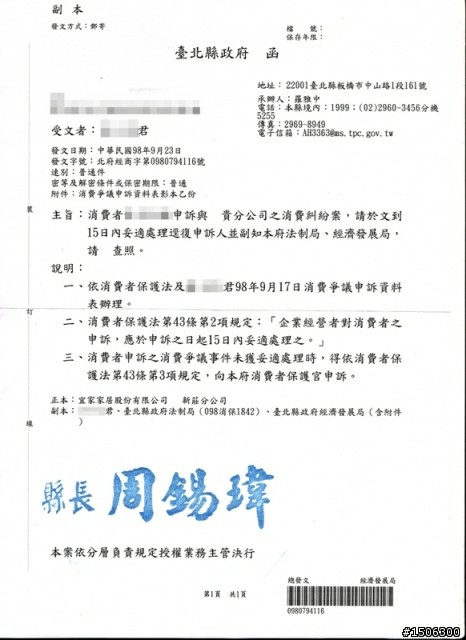 副 本
發文方式：郵寄
檔　　號：
保存年限：
臺北縣政府　函
地址：22001臺北縣板橋市中山路1段161號
承辦人：羅雅中
電話：本縣境內：1999；(02)2960-3456分機
5255
傳真：2969-8949
電子信箱：AH3363@ms.tpc.gov.tw
受文者：　　君
發文日期：中華民國98年9月23日
發文字號：北府經商字第0980794116號
速別：普通件
密等及解密條件或保密期限：普通
附件：消費爭議申訴資料表影本乙份
主旨：消費者　　申訴與　貴分公司之消費糾紛案，請於文到
15日內妥適處理逕復申訴人並副知本府法制局、經濟發展局，
請　查照。
說明：
一、依消費者保護法及　　君98年9月17日消費爭議申訴資料
表辦理。
二、消費者保護法第43條第2項規定：「企業經營者對消費者之
申訴，應於申訴之日起15日內妥適處理之。」
三、消費者申訴之消費爭議事件未獲妥適處理時，得依消費者保
護法第43條第3項規定，向本府消費者保護官申訴。
裝
訂
線
正本：宜家家居股份有限公司　新莊分公司
副本：　　君、臺北縣政府法制局（098消保1842）、臺北縣政府經濟發展局（含附件
）
縣長 周錫瑋
本案依分層負責規定授權業務主管決行
第1頁　共1頁
總發文　經濟發展局
0980794116
#1506300